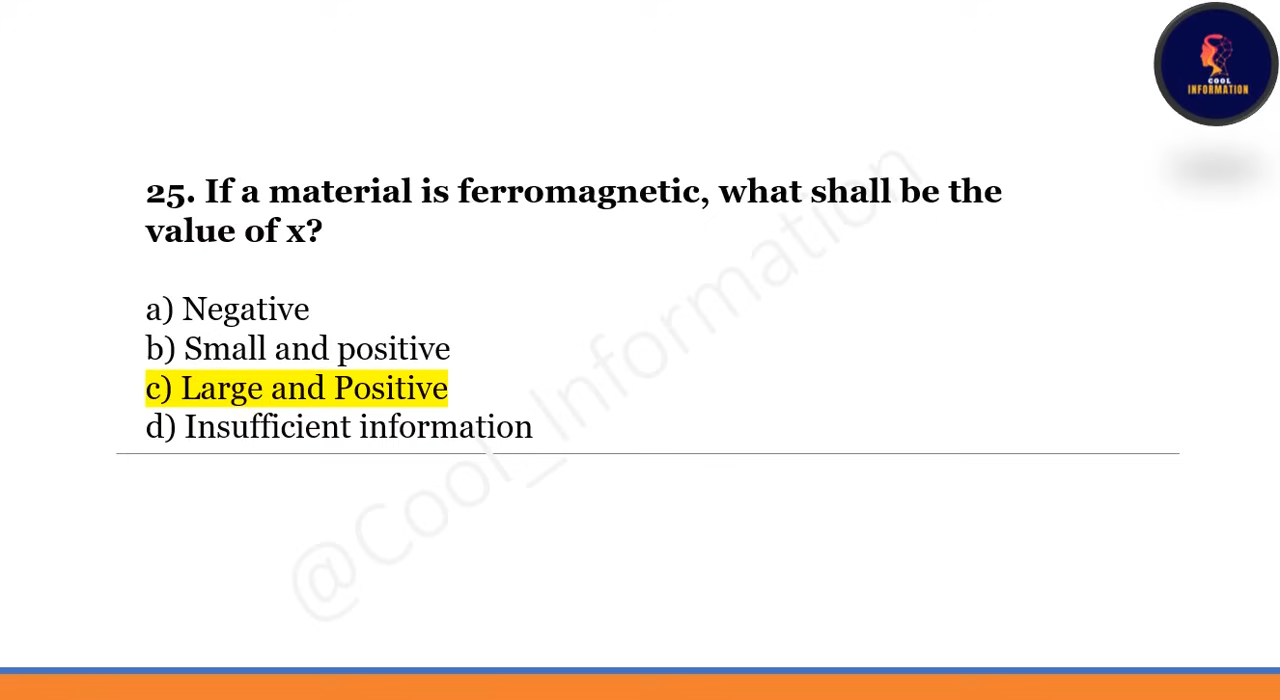 COOL
INFORMATION
25. If a material is ferromagnetic, what shall be the
value of x?
a) Negative
b) Small and positive
c) Large and Positive
d) Insufficient information
@Cool_Information